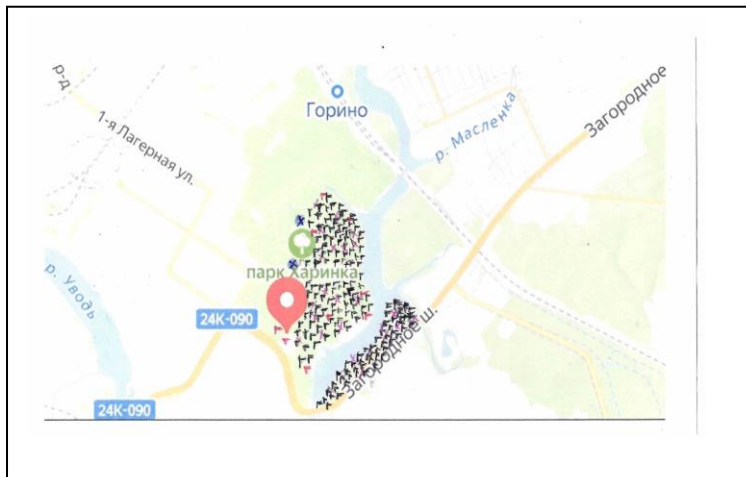 р-д
Горино
1-я Лагерная ул.
р. Масленка
Загородное
парк Харинка
р. Уводь
24К-090
Загородное ш.
24К-090